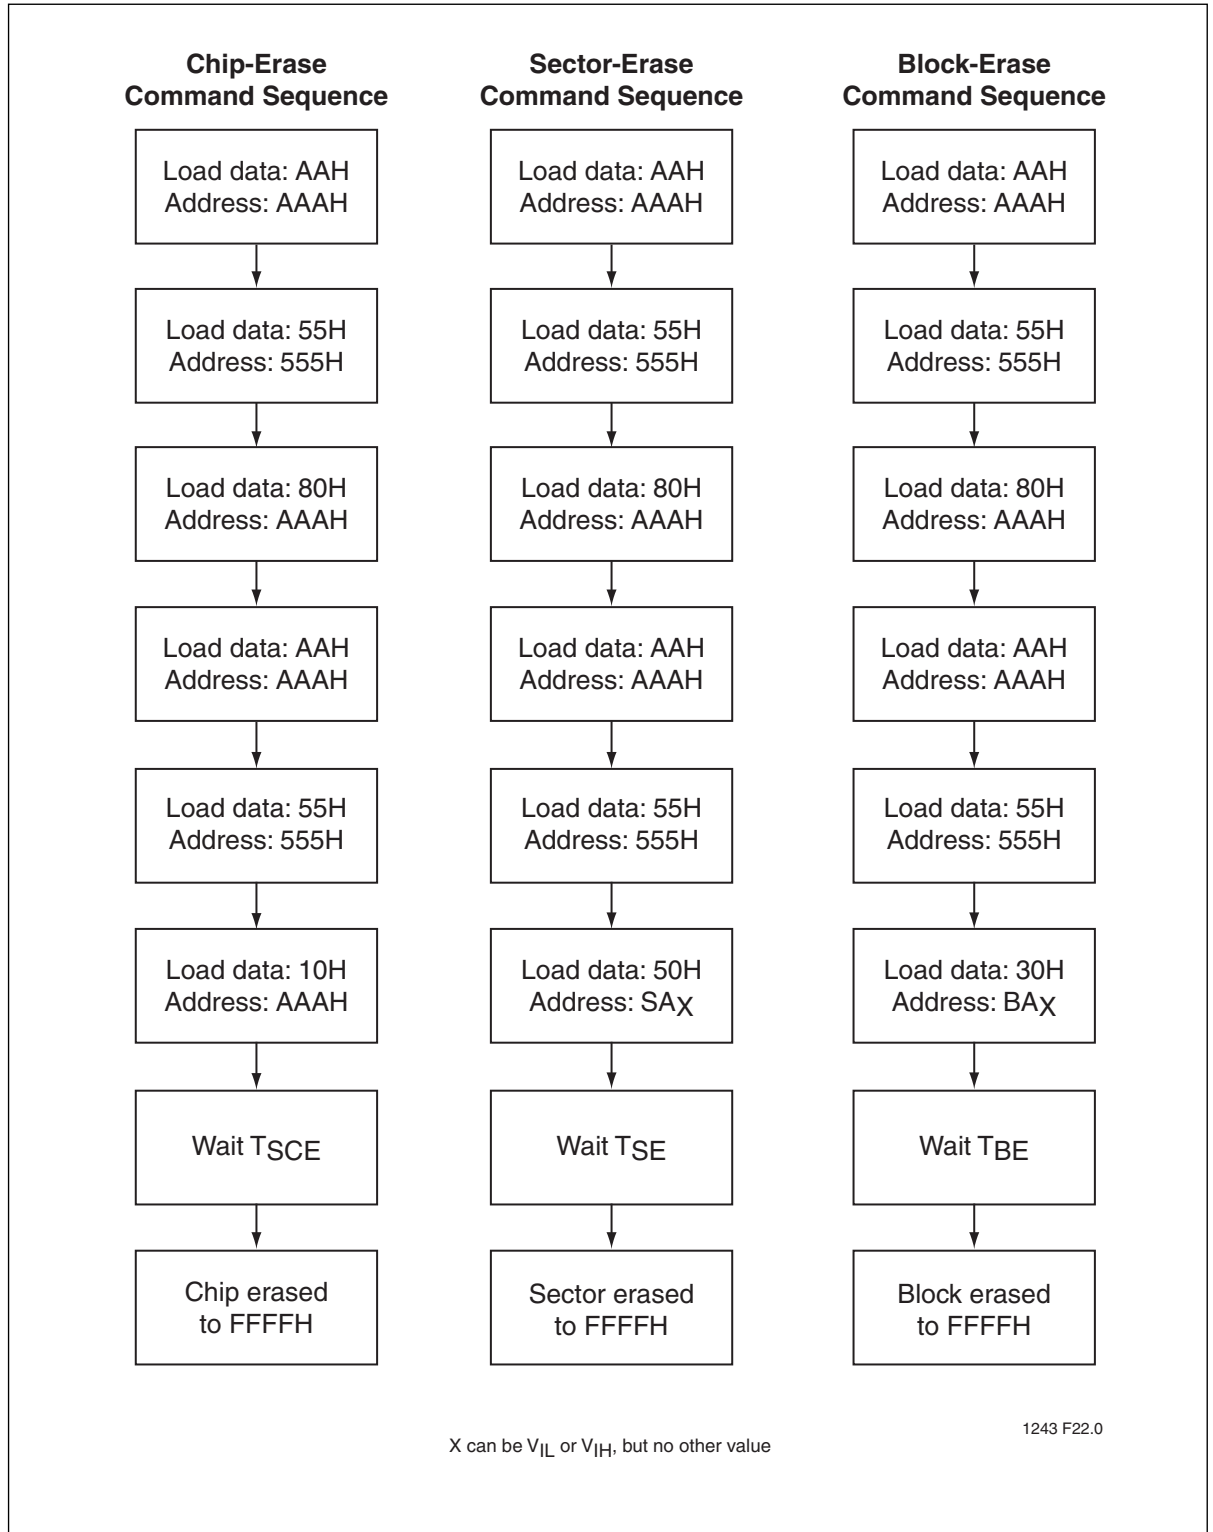 Chip-Erase
Command Sequence
Load data: AAH
Address: AAAH
Load data: 55H
Address: 555H
Load data: 80H
Address: AAAH
Load data: AAH
Address: AAAH
Load data: 55H
Address: 555H
Load data: 10H
Address: AAAH
Wait TSCE
Chip erased
to FFFFH
Sector-Erase
Command Sequence
Load data: AAH
Address: AAAH
Load data: 55H
Address: 555H
Load data: 80H
Address: AAAH
Load data: AAH
Address: AAAH
Load data: 55H
Address: 555H
Load data: 50H
Address: SAX
Wait TSE
Sector erased
to FFFFH
Block-Erase
Command Sequence
Load data: AAH
Address: AAAH
Load data: 55H
Address: 555H
Load data: 80H
Address: AAAH
Load data: AAH
Address: AAAH
Load data: 55H
Address: 555H
Load data: 30H
Address: BAX
Wait TBE
Block erased
to FFFFH
1243 F22.0
X can be VIL or VIH, but no other value